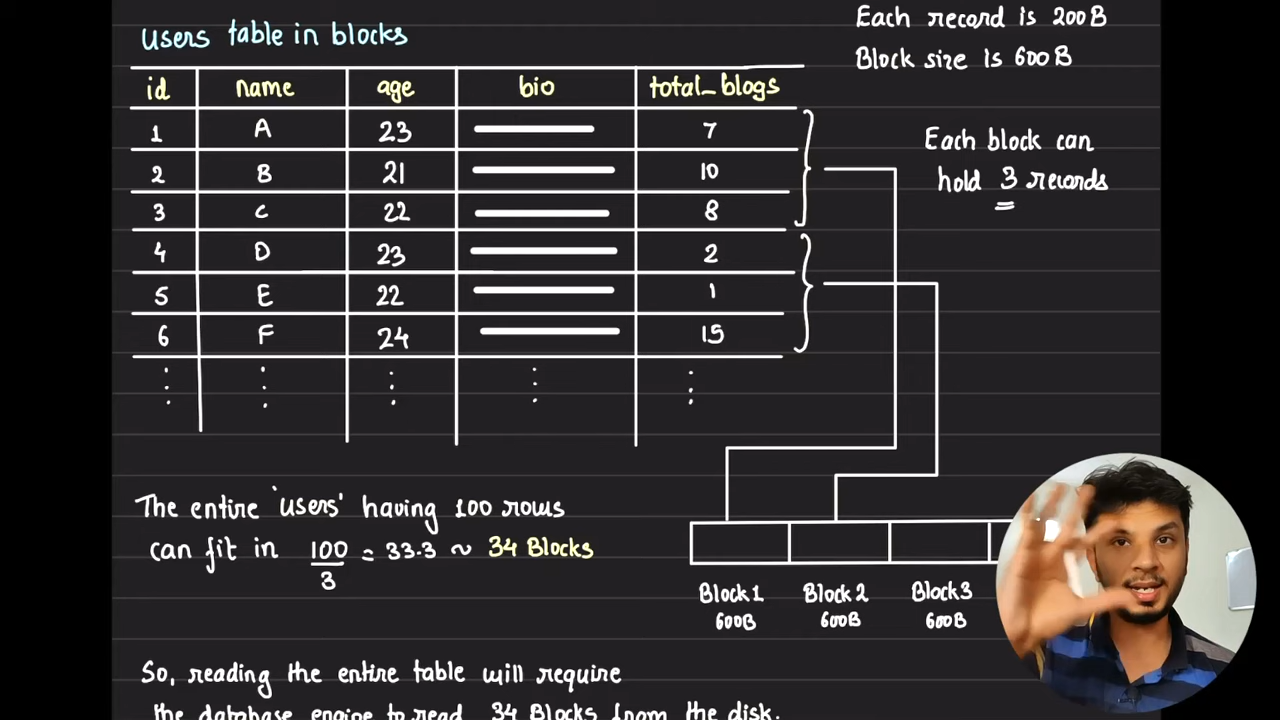 Users table in blocks
Each record is 200B
Block size is 600B
id name age bio total_blogs
1 A 23 7
2 B 21 10
3 C 22 8
4 D 23 2
5 E 22 1
6 F 24 15
Each block can
hold 3 records
The entire 'users' having 100 rows
can fit in 100/3 = 33.3 ~ 34 Blocks
Block 1 Block 2 Block 3
600B 600B 600B
So, reading the entire table will require
the database engine to read 34 Blocks from the disk.